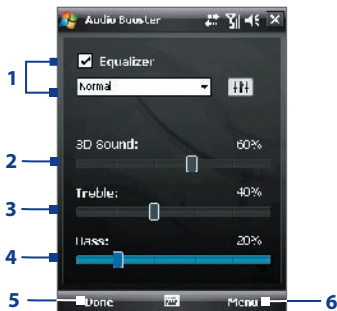 Audio Booster
1
Equalizer
Normal
2
3D Sound: 60%
3
Treble: 40%
4
Bass: 20%
5
Done
Menu
6